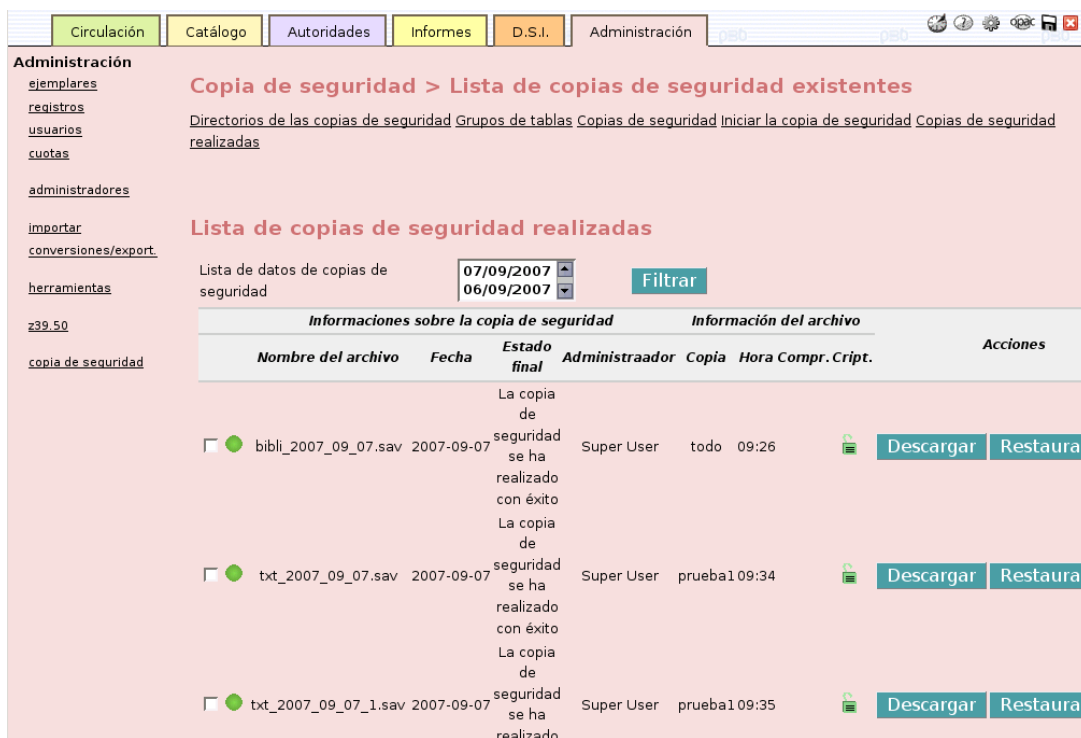 Circulación Catálogo Autoridades Informes D.S.I. Administración opac
Administración
ejemplares
registros
usuarios
cuotas
administradores
importar
conversiones/export.
herramientas
z39.50
copia de seguridad
Copia de seguridad > Lista de copias de seguridad existentes
Directorios de las copias de seguridad Grupos de tablas Copias de seguridad Iniciar la copia de seguridad Copias de seguridad
realizadas
Lista de copias de seguridad realizadas
Lista de datos de copias de
seguridad
07/09/2007
06/09/2007
Filtrar
Informaciones sobre la copia de seguridad Información del archivo
Acciones
Nombre del archivo Fecha Estado
final Administraador Copia Hora Compr. Cript.
La copia
de
seguridad
se ha
realizado
con éxito
bibli_2007_09_07.sav 2007-09-07 Super User todo 09:26 Descargar Restaura
La copia
de
seguridad
se ha
realizado
con éxito
txt_2007_09_07.sav 2007-09-07 Super User prueba1 09:34 Descargar Restaura
La copia
de
seguridad
se ha
realizado
txt_2007_09_07_1.sav 2007-09-07 Super User prueba1 09:35 Descargar Restaura